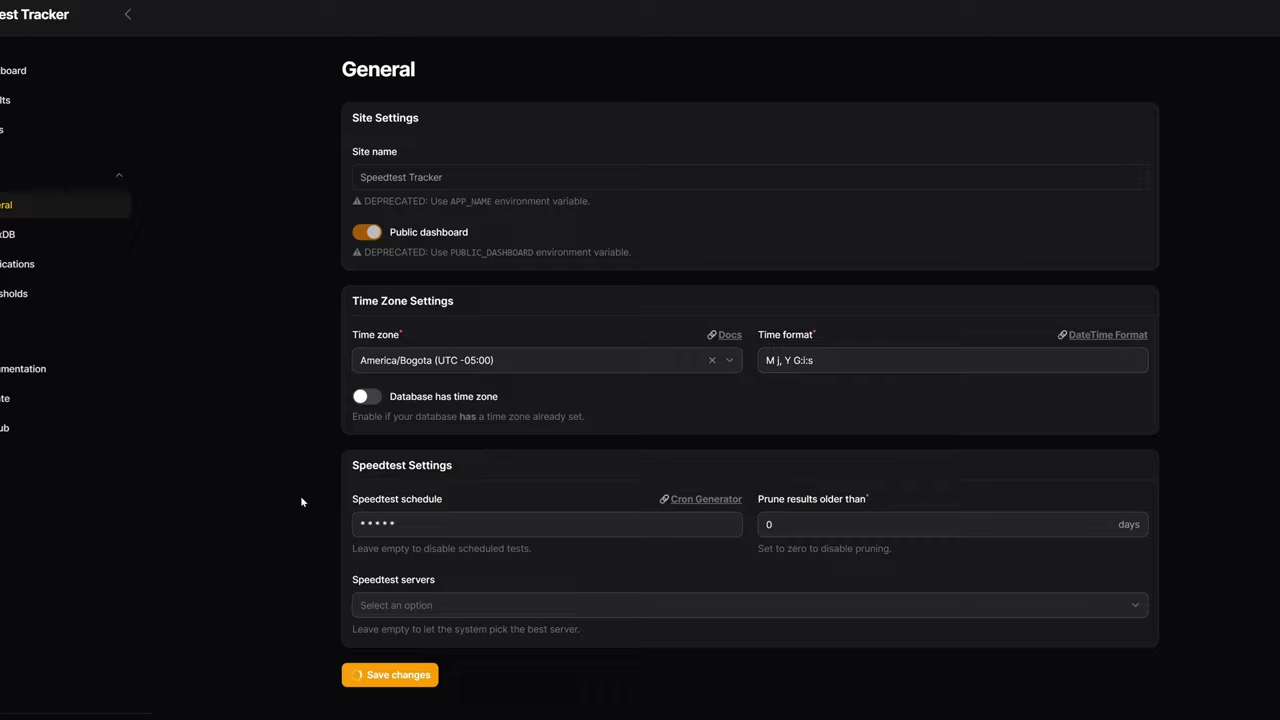 est Tracker
board
lts
s
eral
xDB
ications
sholds
mentation
te
ub
General
Site Settings
Site name
Speedtest Tracker
DEPRECATED: Use APP_NAME environment variable.
Public dashboard
DEPRECATED: Use PUBLIC_DASHBOARD environment variable.
Time Zone Settings
Time zone* Docs
America/Bogota (UTC -05:00)
Database has time zone
Enable if your database has a time zone already set.
Time format* DateTime Format
M j, Y G:i:s
Speedtest Settings
Speedtest schedule Cron Generator
* * * * *
Leave empty to disable scheduled tests.
Prune results older than*
0 days
Set to zero to disable pruning.
Speedtest servers
Select an option
Leave empty to let the system pick the best server.
Save changes